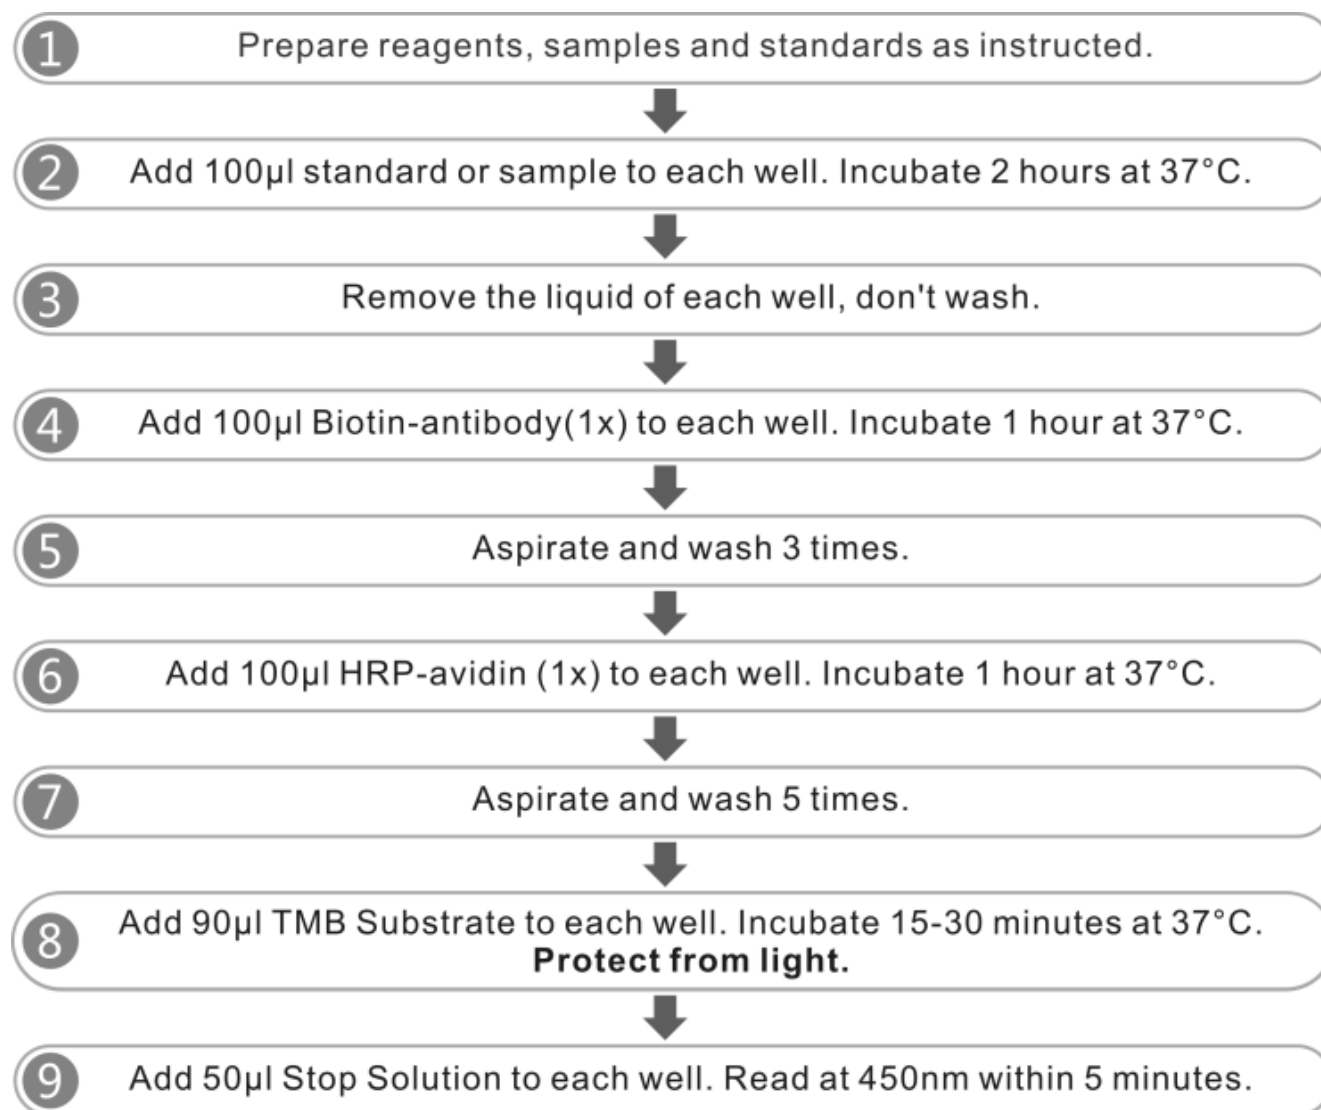 1 Prepare reagents, samples and standards as instructed.
2 Add 100µl standard or sample to each well. Incubate 2 hours at 37°C.
3 Remove the liquid of each well, don't wash.
4 Add 100µl Biotin-antibody(1x) to each well. Incubate 1 hour at 37°C.
5 Aspirate and wash 3 times.
6 Add 100µl HRP-avidin (1x) to each well. Incubate 1 hour at 37°C.
7 Aspirate and wash 5 times.
8 Add 90µl TMB Substrate to each well. Incubate 15-30 minutes at 37°C.
Protect from light.
9 Add 50µl Stop Solution to each well. Read at 450nm within 5 minutes.